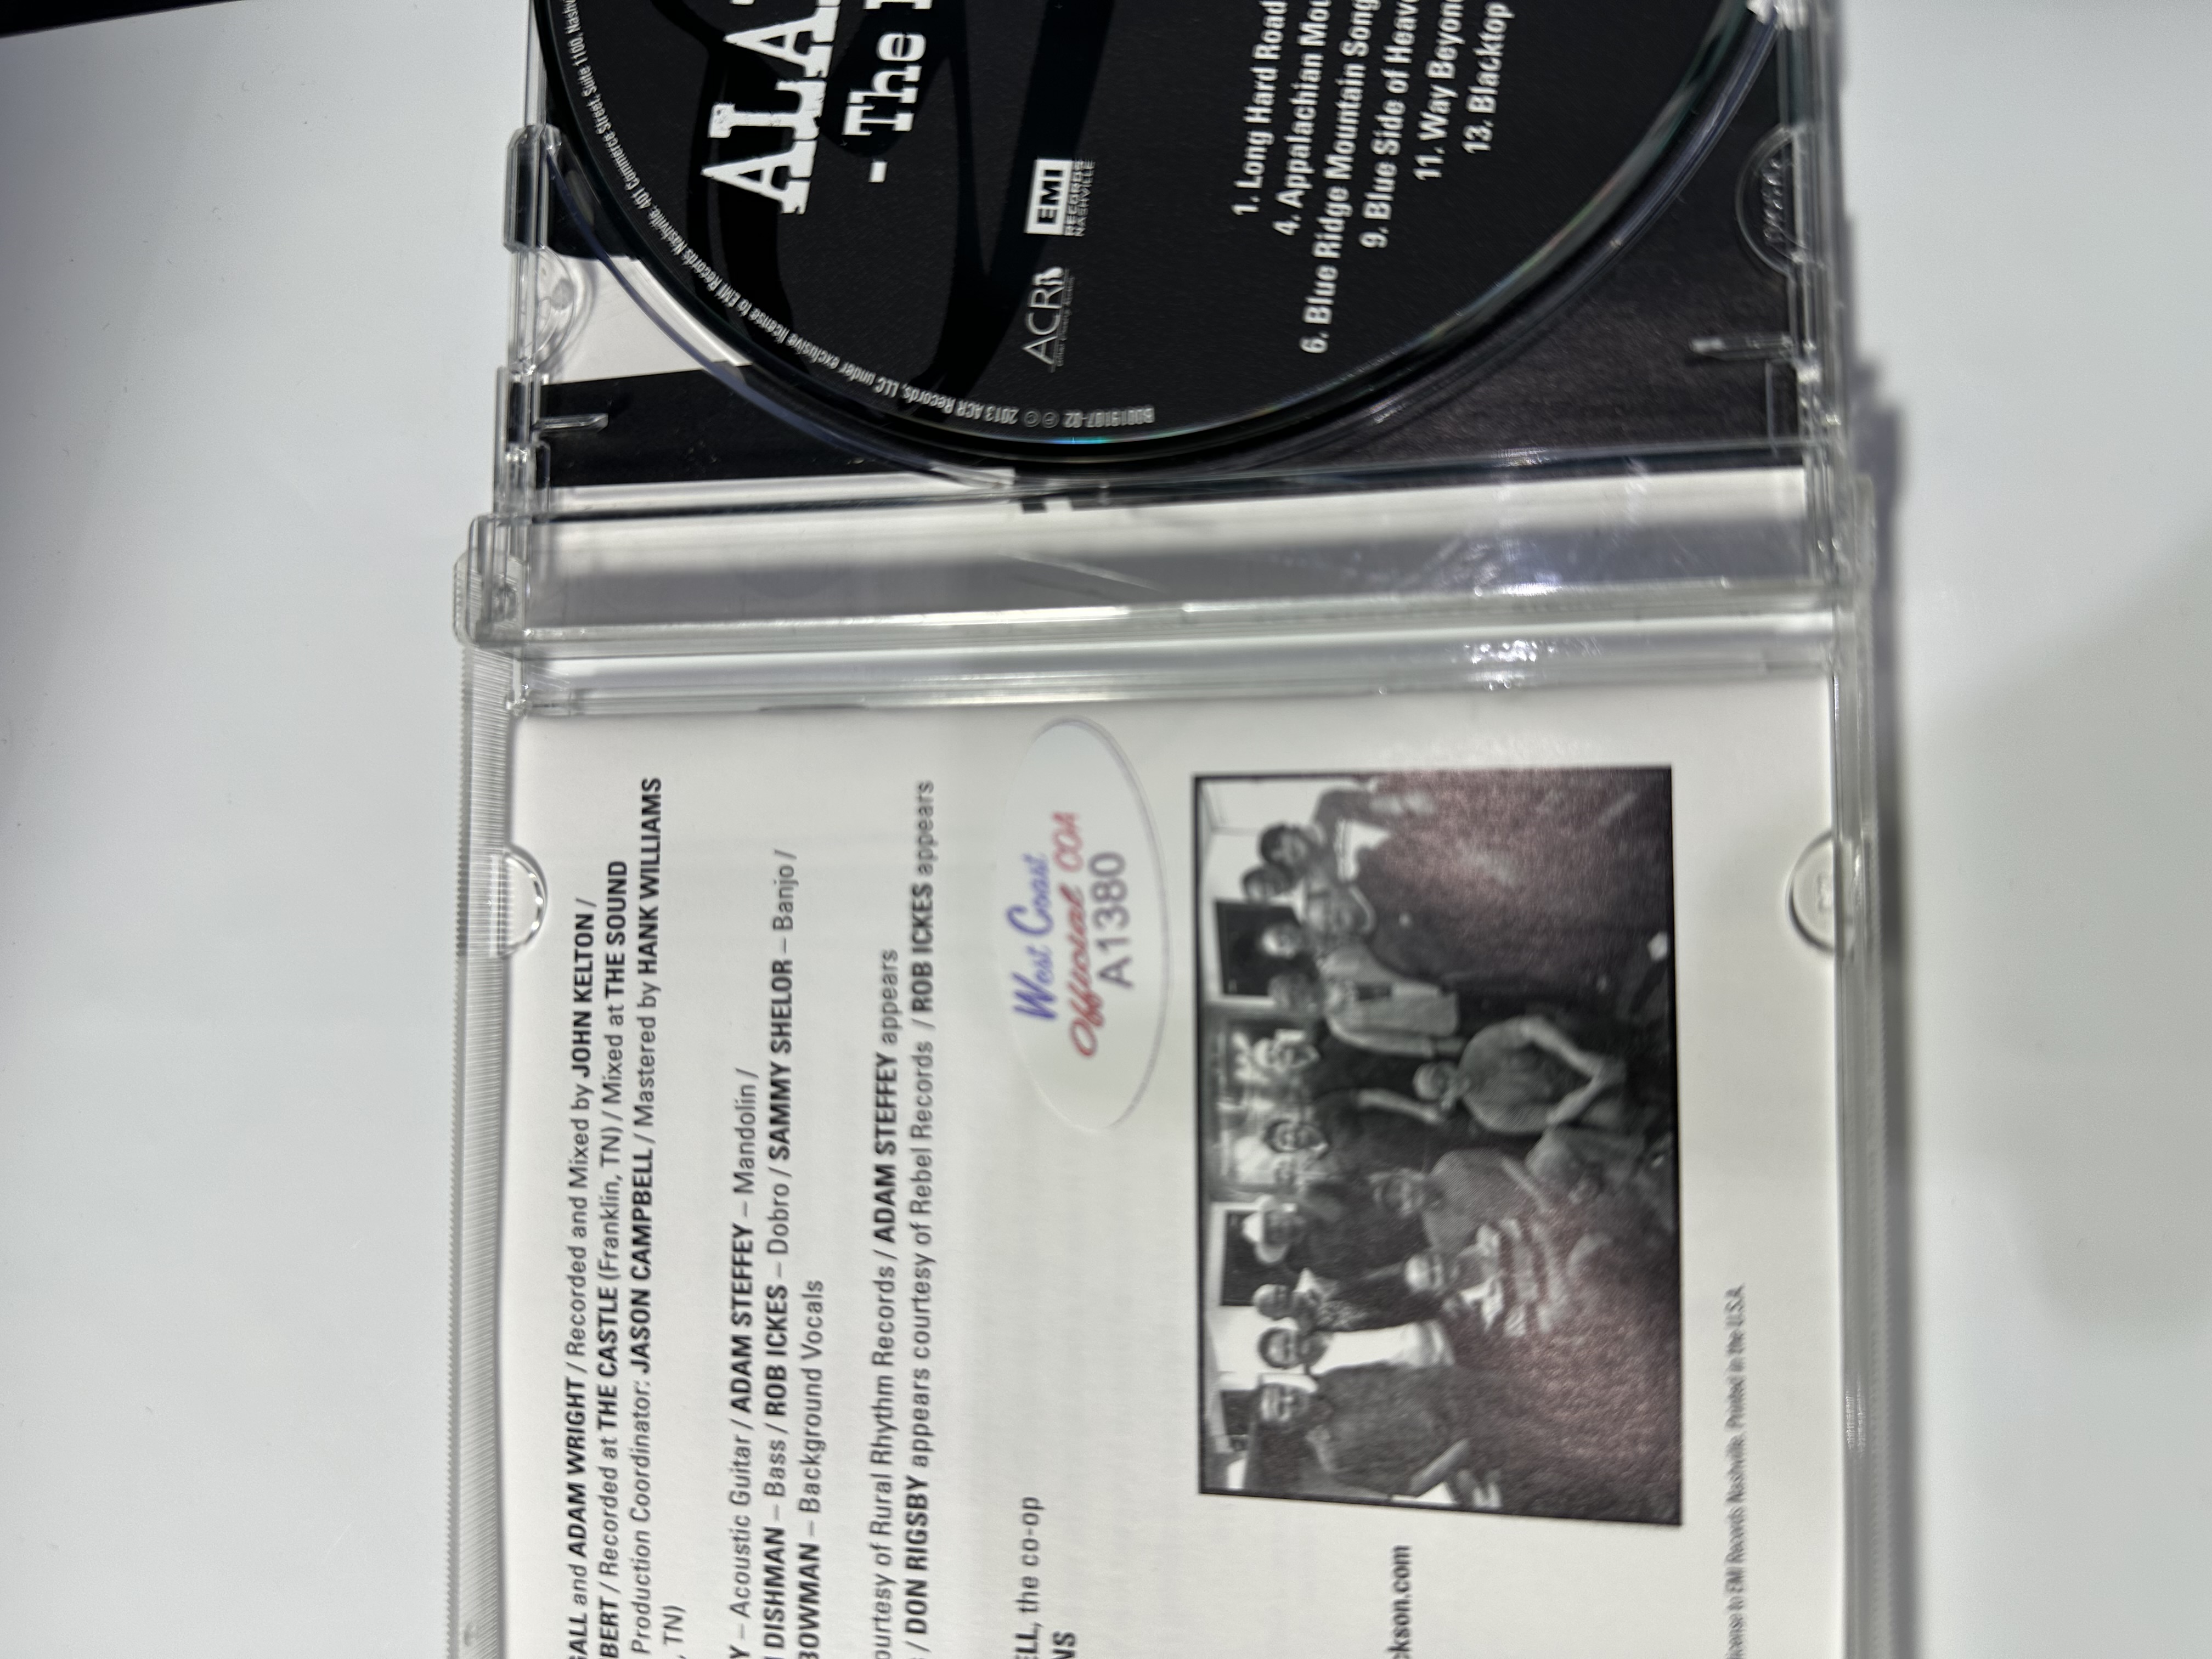 ALA
- The
ACR
EMI
RECORDS
NASHVILLE
1. Long Hard Road
4. Appalachian Mou
6. Blue Ridge Mountain Song
9. Blue Side of Heave
11. Way Beyond
13. Blacktop
B0019107-02 ℗ © 2013 ACR Records, LLC under exclusive license to EMI Records Nashville, 401 Commerce Street, Suite 1100, Nashv
GALL and ADAM WRIGHT / Recorded and Mixed by JOHN KELTON /
BERT / Recorded at THE CASTLE (Franklin, TN) / Mixed at THE SOUND
Production Coordinator: JASON CAMPBELL / Mastered by HANK WILLIAMS
, TN)
Y – Acoustic Guitar / ADAM STEFFEY – Mandolin /
DISHMAN – Bass / ROB ICKES – Dobro / SAMMY SHELOR – Banjo /
BOWMAN – Background Vocals
ourtesy of Rural Rhythm Records / ADAM STEFFEY appears
/ DON RIGSBY appears courtesy of Rebel Records / ROB ICKES appears
West Coast
Official COA
A1380
ELL, the co-op
NS
ckson.com
license to EMI Records Nashville. Printed in the U.S.A.